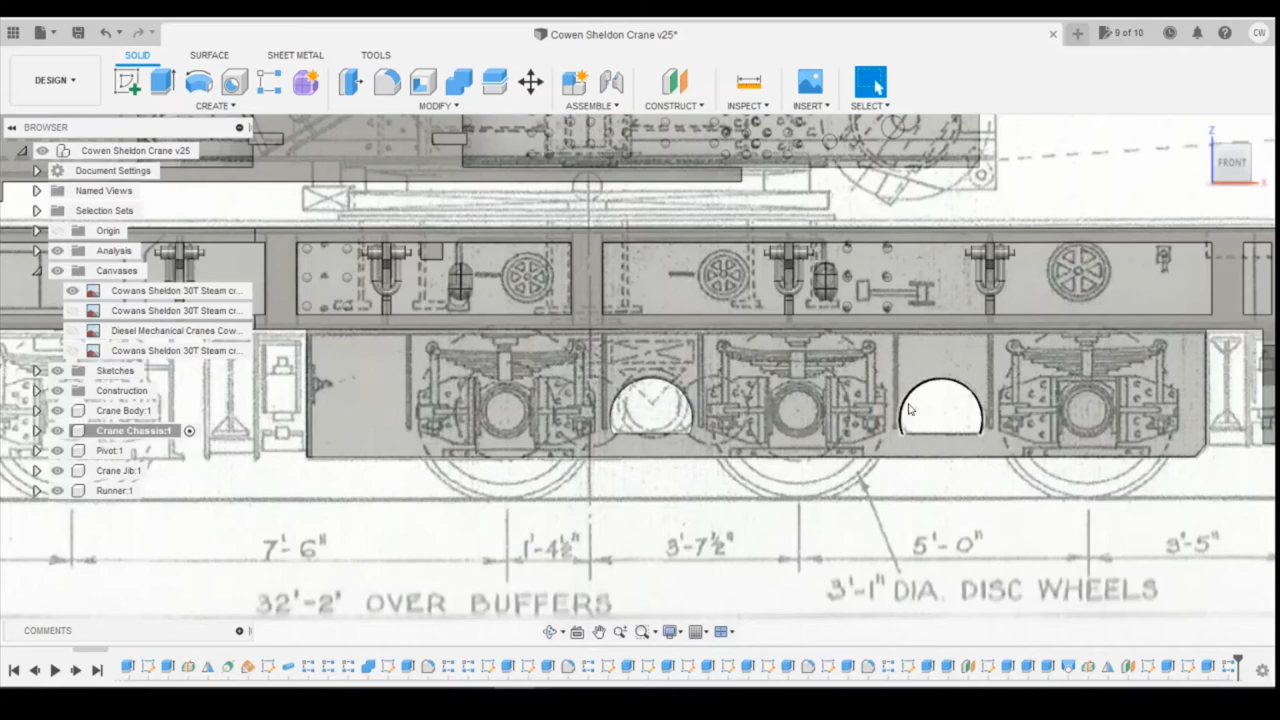 Cowen Sheldon Crane v25*
9 of 10
CW
DESIGN
SOLID
SURFACE
SHEET METAL
TOOLS
CREATE
MODIFY
ASSEMBLE
CONSTRUCT
INSPECT
INSERT
SELECT
BROWSER
Cowen Sheldon Crane v25
Document Settings
Named Views
Selection Sets
Origin
Analysis
Canvases
Cowans Sheldon 30T Steam cr...
Cowans Sheldon 30T Steam cr...
Diesel Mechanical Cranes Cow...
Cowans Sheldon 30T Steam cr...
Sketches
Construction
Crane Body:1
Crane Chassis:1
Pivot:1
Crane Jib:1
Runner:1
Z
FRONT
X
7'-6"
1'-4½"
3'-7½"
5'-0"
3'-5"
3'-1" DIA. DISC WHEELS
32'-2' OVER BUFFERS
COMMENTS